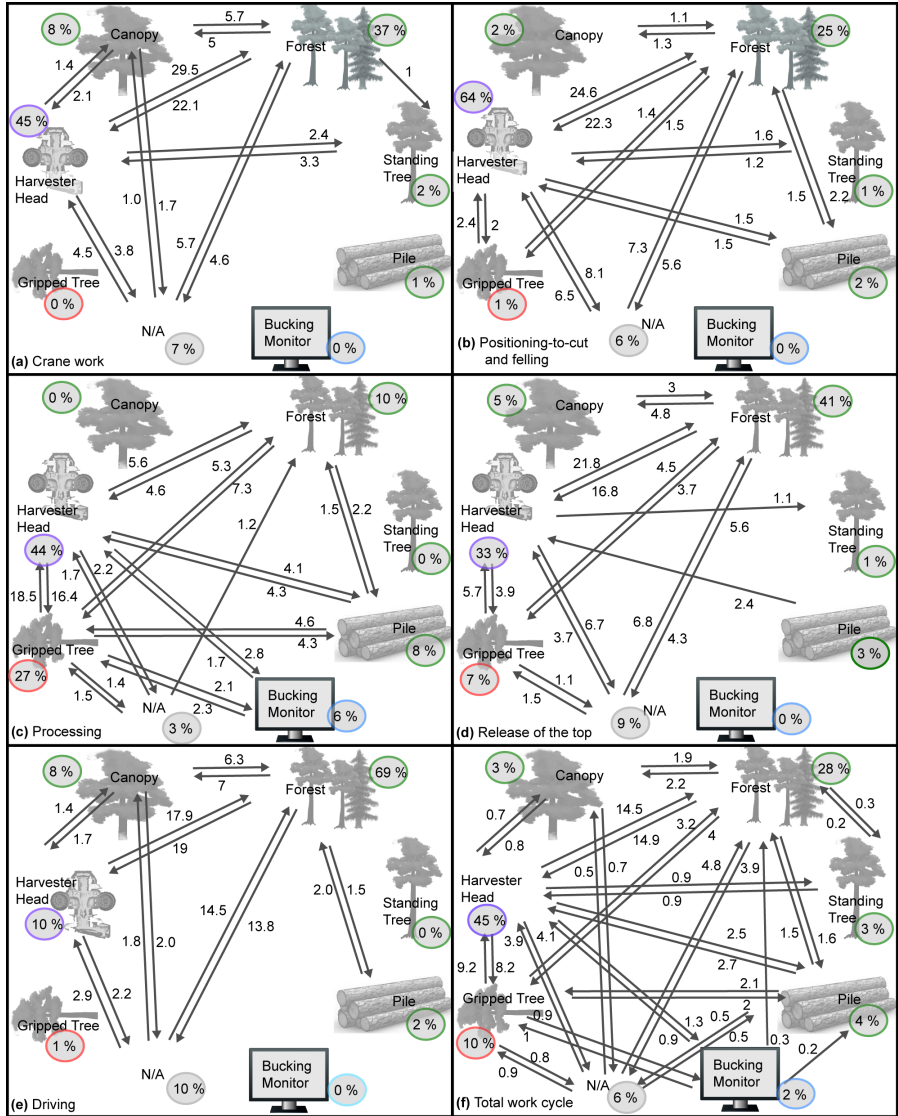 5.7
8 %
Canopy
5
Forest
37 %
1.4
29.5
1
2.1
22.1
45 %
2.4
3.3
Harvester
Head
Standing
Tree
2 %
1.0
1.7
4.5
3.8
5.7
4.6
Pile
Gripped Tree
1 %
0 %
N/A
7 %
Bucking
Monitor
0 %
(a) Crane work
1.1
2 %
Canopy
1.3
Forest
25 %
64 %
24.6
22.3
1.4
1.5
1.6
1.2
Harvester
Head
Standing
Tree
1 %
1.5
2.2
2.4
2
1.5
1.5
7.3
5.6
8.1
6.5
Pile
Gripped Tree
2 %
1 %
N/A
6 %
Bucking
Monitor
0 %
(b) Positioning-to-cut
and felling
0 %
Canopy
Forest
10 %
5.6
4.6
5.3
7.3
1.5
2.2
Harvester
Head
1.2
Standing
Tree
0 %
44 %
1.7
2.2
4.1
4.3
18.5
16.4
4.6
4.3
Pile
Gripped Tree
8 %
27 %
1.7
2.8
1.5
1.4
2.1
2.3
N/A
3 %
Bucking
Monitor
6 %
(c) Processing
3
5 %
Canopy
4.8
Forest
41 %
21.8
16.8
4.5
3.7
1.1
Harvester
Head
5.6
Standing
Tree
1 %
33 %
5.7
3.9
2.4
3.7
6.7
6.8
4.3
Pile
Gripped Tree
3 %
7 %
1.1
1.5
N/A
9 %
Bucking
Monitor
0 %
(d) Release of the top
6.3
8 %
Canopy
7
Forest
69 %
1.4
1.7
17.9
19
Harvester
Head
10 %
2.0
1.5
Standing
Tree
0 %
14.5
13.8
1.8
2.0
2.9
2.2
Pile
Gripped Tree
2 %
1 %
N/A
10 %
Bucking
Monitor
0 %
(e) Driving
1.9
3 %
Canopy
2.2
Forest
28 %
0.7
0.8
14.5
14.9
3.2
4
0.3
0.2
0.5
0.7
4.8
3.9
Harvester
Head
0.9
0.9
Standing
Tree
3 %
45 %
3.9
4.1
2.5
2.7
1.5
1.6
9.2
8.2
2.1
Gripped Tree
Pile
0.9
2
4 %
10 %
1
1.3
0.5
0.9
0.5
0.3
0.2
0.8
0.9
N/A
6 %
Bucking
Monitor
2 %
(f) Total work cycle